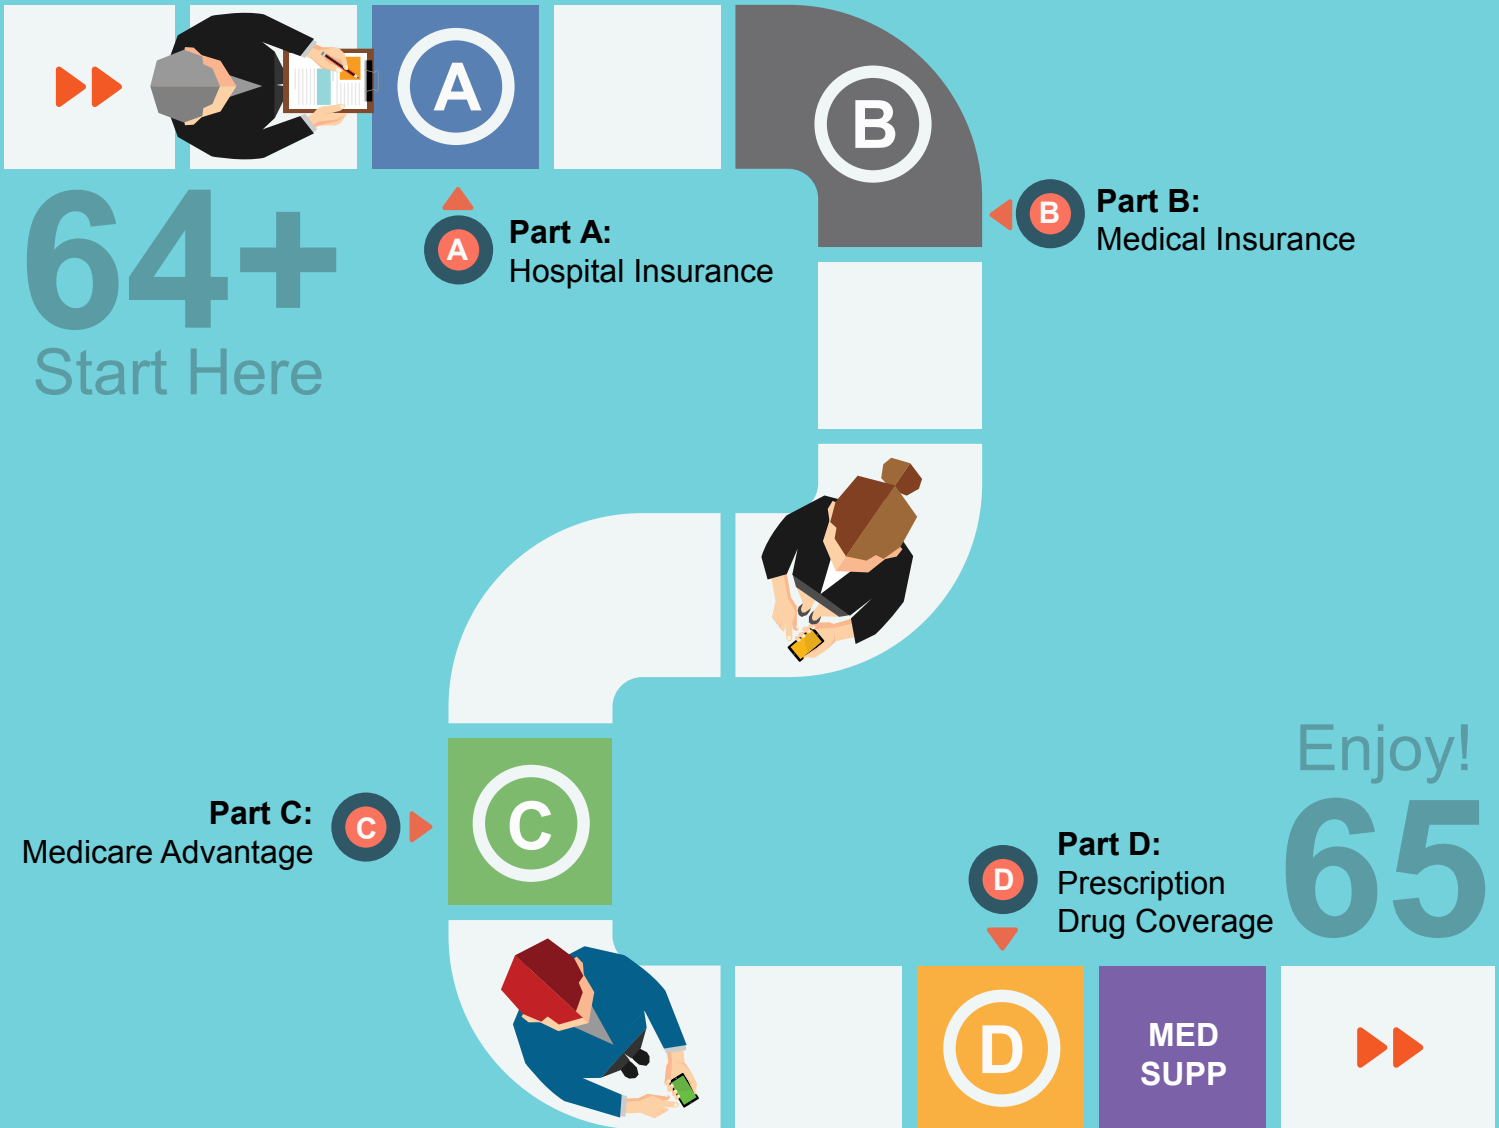 A
B
Part A:
Hospital Insurance
A
Part B:
Medical Insurance
B
64+
Start Here
C
Part C:
Medicare Advantage
C
Enjoy!
65
Part D:
Prescription
Drug Coverage
D
D
MED
SUPP